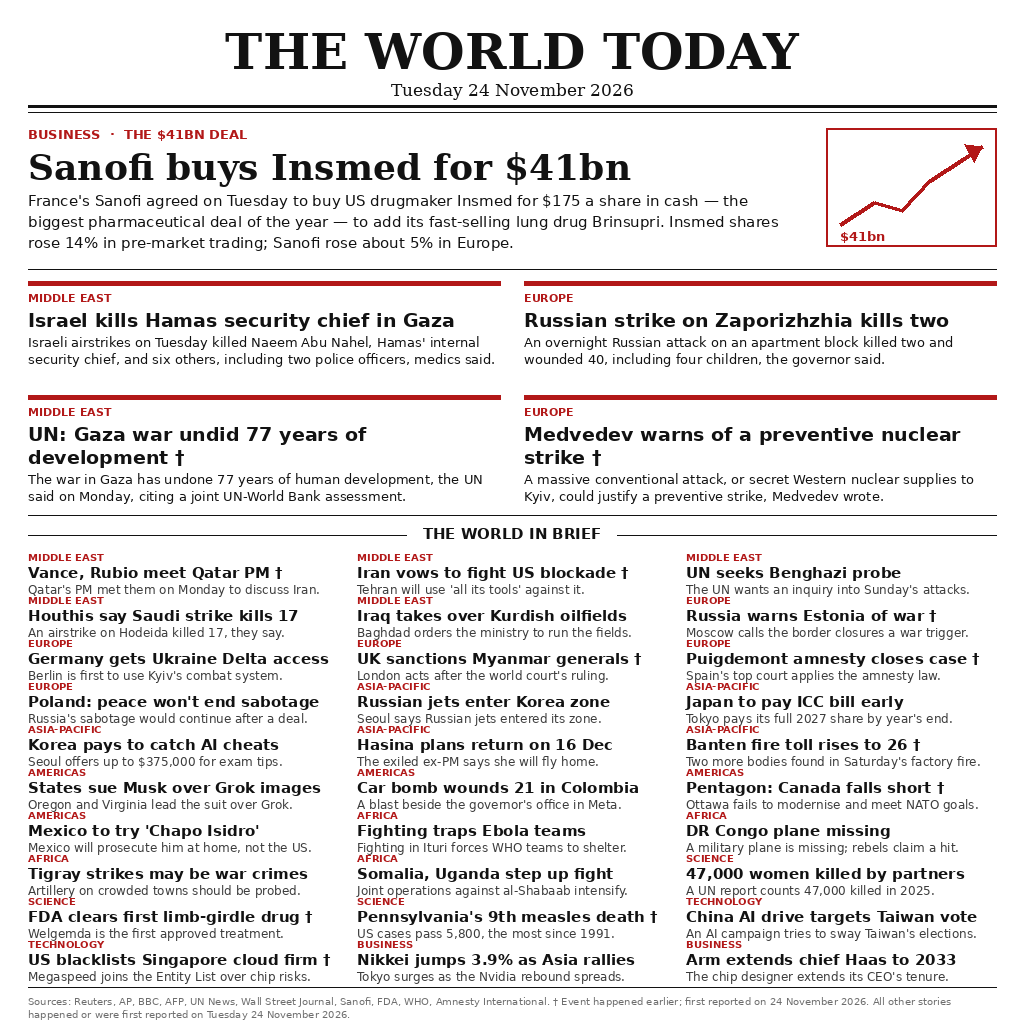 THE WORLD TODAY
Tuesday 24 November 2026
BUSINESS · THE $41BN DEAL
Sanofi buys Insmed for $41bn
France's Sanofi agreed on Tuesday to buy US drugmaker Insmed for $175 a share in cash — the
biggest pharmaceutical deal of the year — to add its fast-selling lung drug Brinsupri. Insmed shares
rose 14% in pre-market trading; Sanofi rose about 5% in Europe.
$41bn
MIDDLE EAST
Israel kills Hamas security chief in Gaza
Israeli airstrikes on Tuesday killed Naeem Abu Nahel, Hamas' internal
security chief, and six others, including two police officers, medics said.
EUROPE
Russian strike on Zaporizhzhia kills two
An overnight Russian attack on an apartment block killed two and
wounded 40, including four children, the governor said.
MIDDLE EAST
UN: Gaza war undid 77 years of
development †
The war in Gaza has undone 77 years of human development, the UN
said on Monday, citing a joint UN-World Bank assessment.
EUROPE
Medvedev warns of a preventive nuclear
strike †
A massive conventional attack, or secret Western nuclear supplies to
Kyiv, could justify a preventive strike, Medvedev wrote.
THE WORLD IN BRIEF
MIDDLE EAST
Vance, Rubio meet Qatar PM †
Qatar's PM met them on Monday to discuss Iran.
MIDDLE EAST
Iran vows to fight US blockade †
Tehran will use 'all its tools' against it.
MIDDLE EAST
UN seeks Benghazi probe
The UN wants an inquiry into Sunday's attacks.
MIDDLE EAST
Houthis say Saudi strike kills 17
An airstrike on Hodeida killed 17, they say.
MIDDLE EAST
Iraq takes over Kurdish oilfields
Baghdad orders the ministry to run the fields.
EUROPE
Russia warns Estonia of war †
Moscow calls the border closures a war trigger.
EUROPE
Germany gets Ukraine Delta access
Berlin is first to use Kyiv's combat system.
EUROPE
UK sanctions Myanmar generals †
London acts after the world court's ruling.
EUROPE
Puigdemont amnesty closes case †
Spain's top court applies the amnesty law.
EUROPE
Poland: peace won't end sabotage
Russia's sabotage would continue after a deal.
ASIA-PACIFIC
Russian jets enter Korea zone
Seoul says Russian jets entered its zone.
ASIA-PACIFIC
Japan to pay ICC bill early
Tokyo pays its full 2027 share by year's end.
ASIA-PACIFIC
Korea pays to catch AI cheats
Seoul offers up to $375,000 for exam tips.
ASIA-PACIFIC
Hasina plans return on 16 Dec
The exiled ex-PM says she will fly home.
ASIA-PACIFIC
Banten fire toll rises to 26 †
Two more bodies found in Saturday's factory fire.
AMERICAS
States sue Musk over Grok images
Oregon and Virginia lead the suit over Grok.
AMERICAS
Car bomb wounds 21 in Colombia
A blast beside the governor's office in Meta.
AMERICAS
Pentagon: Canada falls short †
Ottawa fails to modernise and meet NATO goals.
AMERICAS
Mexico to try 'Chapo Isidro'
Mexico will prosecute him at home, not the US.
AFRICA
Fighting traps Ebola teams
Fighting in Ituri forces WHO teams to shelter.
AFRICA
DR Congo plane missing
A military plane is missing; rebels claim a hit.
AFRICA
Tigray strikes may be war crimes
Artillery on crowded towns should be probed.
AFRICA
Somalia, Uganda step up fight
Joint operations against al-Shabaab intensify.
SCIENCE
47,000 women killed by partners
A UN report counts 47,000 killed in 2025.
SCIENCE
FDA clears first limb-girdle drug †
Welgemda is the first approved treatment.
SCIENCE
Pennsylvania's 9th measles death †
US cases pass 5,800, the most since 1991.
TECHNOLOGY
China AI drive targets Taiwan vote
An AI campaign tries to sway Taiwan's elections.
TECHNOLOGY
US blacklists Singapore cloud firm †
Megaspeed joins the Entity List over chip risks.
BUSINESS
Nikkei jumps 3.9% as Asia rallies
Tokyo surges as the Nvidia rebound spreads.
BUSINESS
Arm extends chief Haas to 2033
The chip designer extends its CEO's tenure.
Sources: Reuters, AP, BBC, AFP, UN News, Wall Street Journal, Sanofi, FDA, WHO, Amnesty International. † Event happened earlier; first reported on 24 November 2026. All other stories
happened or were first reported on Tuesday 24 November 2026.